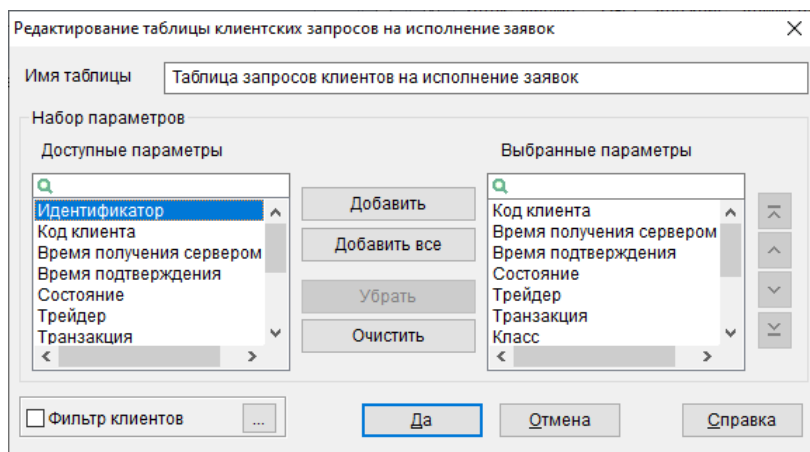 Редактирование таблицы клиентских запросов на исполнение заявок
Имя таблицы
Таблица запросов клиентов на исполнение заявок
Набор параметров
Доступные параметры
Идентификатор
Код клиента
Время получения сервером
Время подтверждения
Состояние
Трейдер
Транзакция
Добавить
Добавить все
Убрать
Очистить
Выбранные параметры
Код клиента
Время получения сервером
Время подтверждения
Состояние
Трейдер
Транзакция
Класс
Фильтр клиентов
...
Да
Отмена
Справка